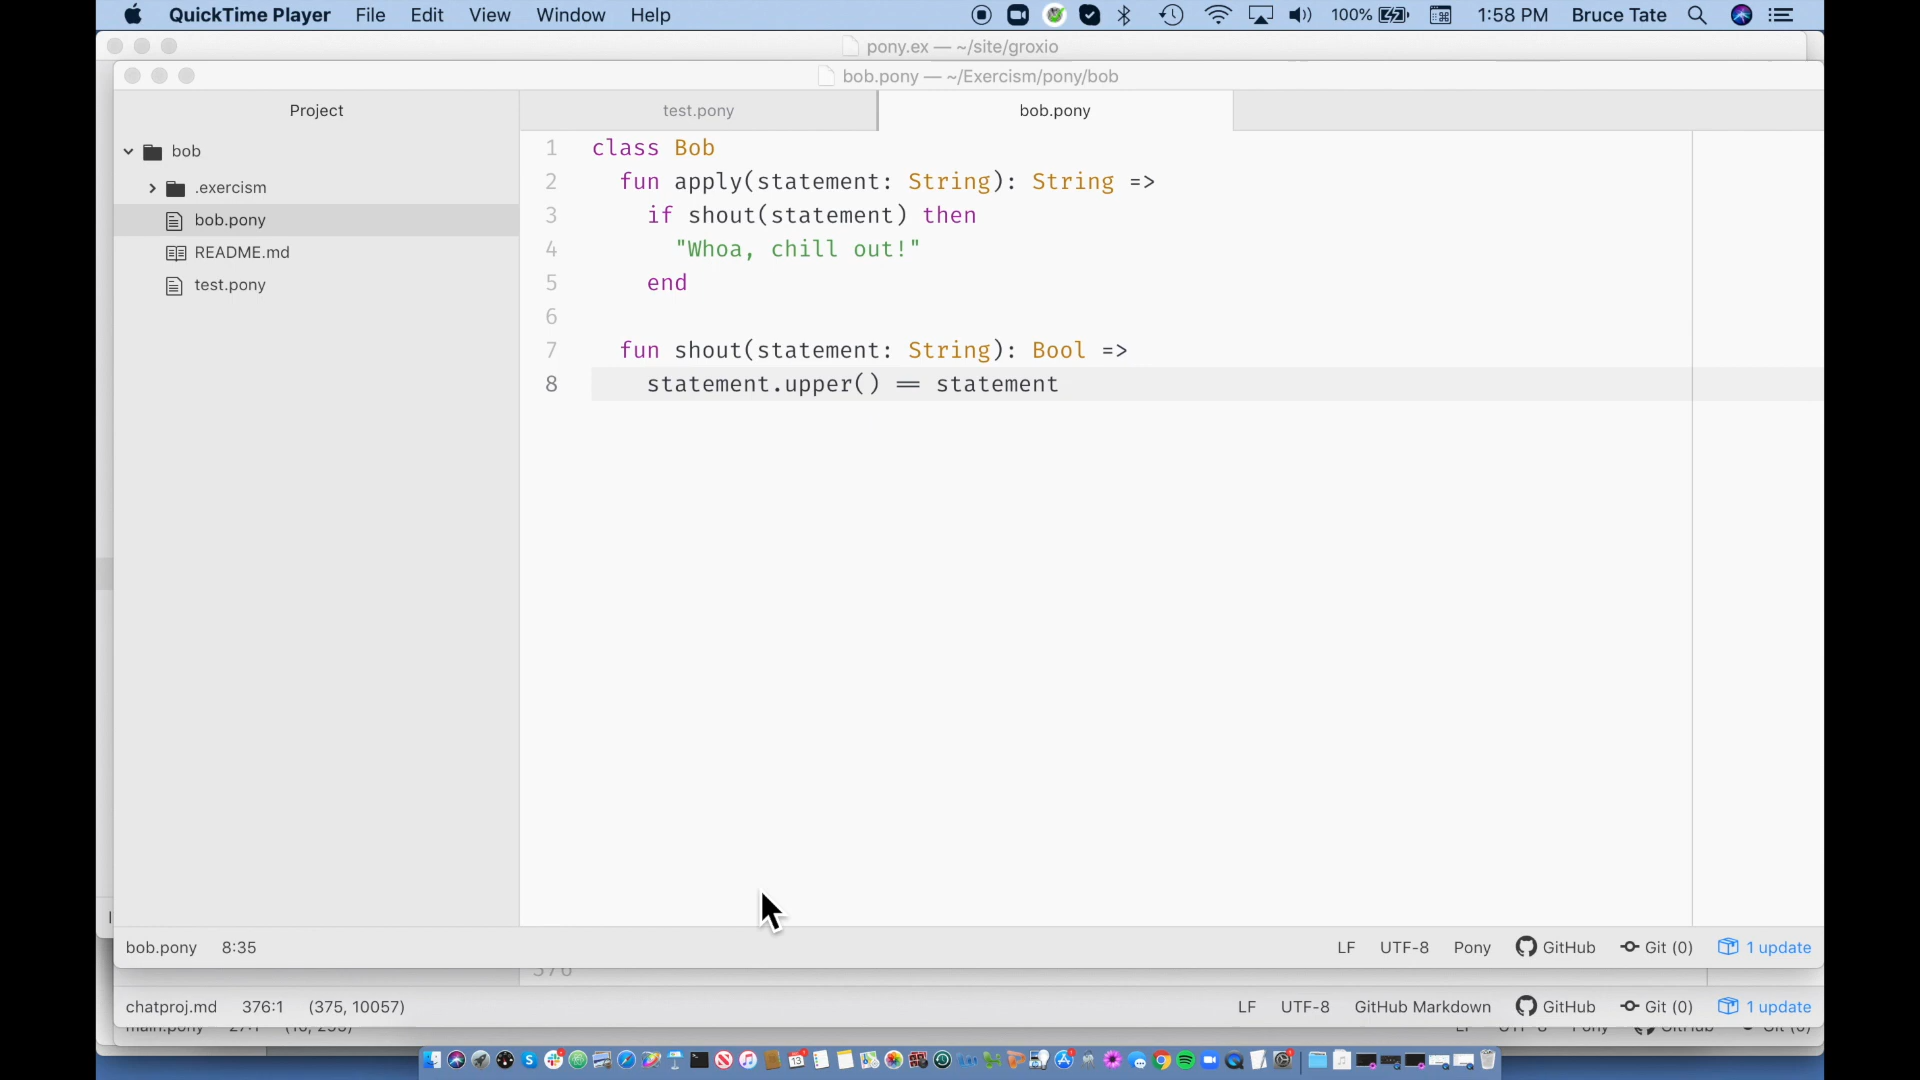 QuickTime Player File Edit View Window Help 100% 1:58 PM Bruce Tate
pony.ex — ~/site/groxio
bob.pony — ~/Exercism/pony/bob
Project
test.pony
bob.pony
bob
.exercism
bob.pony
README.md
test.pony
1 class Bob
2 fun apply(statement: String): String =>
3 if shout(statement) then
4 "Whoa, chill out!"
5 end
6
7 fun shout(statement: String): Bool =>
8 statement.upper() == statement
bob.pony 8:35 LF UTF-8 Pony GitHub Git (0) 1 update
376
chatproj.md 376:1 (375, 10057) LF UTF-8 GitHub Markdown GitHub Git (0) 1 update